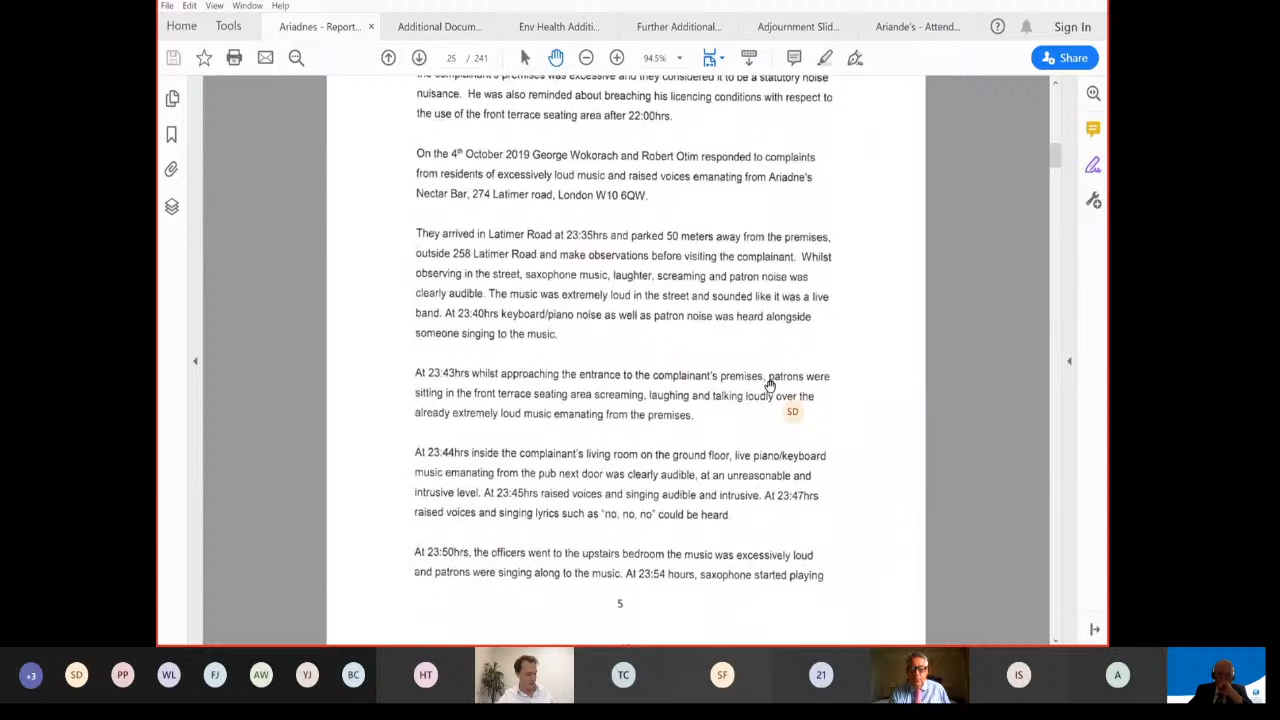 File Edit View Window Help
Home Tools Ariadnes - Report... × Additional Docum... Env Health Additi... Further Additional... Adjournment Slid... Ariande's - Attend... Sign In
25 / 241 94.5% Share
the complainant's premises was excessive and they considered it to be a statutory noise
nuisance. He was also reminded about breaching his licencing conditions with respect to
the use of the front terrace seating area after 22:00hrs.
On the 4th October 2019 George Wokorach and Robert Otim responded to complaints
from residents of excessively loud music and raised voices emanating from Ariadne's
Nectar Bar, 274 Latimer road, London W10 6QW.
They arrived in Latimer Road at 23:35hrs and parked 50 meters away from the premises,
outside 258 Latimer Road and make observations before visiting the complainant. Whilst
observing in the street, saxophone music, laughter, screaming and patron noise was
clearly audible. The music was extremely loud in the street and sounded like it was a live
band. At 23:40hrs keyboard/piano noise as well as patron noise was heard alongside
someone singing to the music.
At 23:43hrs whilst approaching the entrance to the complainant's premises, patrons were
sitting in the front terrace seating area screaming, laughing and talking loudly over the
already extremely loud music emanating from the premises.
SD
At 23:44hrs inside the complainant's living room on the ground floor, live piano/keyboard
music emanating from the pub next door was clearly audible, at an unreasonable and
intrusive level. At 23:45hrs raised voices and singing audible and intrusive. At 23:47hrs
raised voices and singing lyrics such as "no, no, no" could be heard.
At 23:50hrs, the officers went to the upstairs bedroom the music was excessively loud
and patrons were singing along to the music. At 23:54 hours, saxophone started playing
5
+3 SD PP WL FJ AW YJ BC HT TC SF 21 IS A